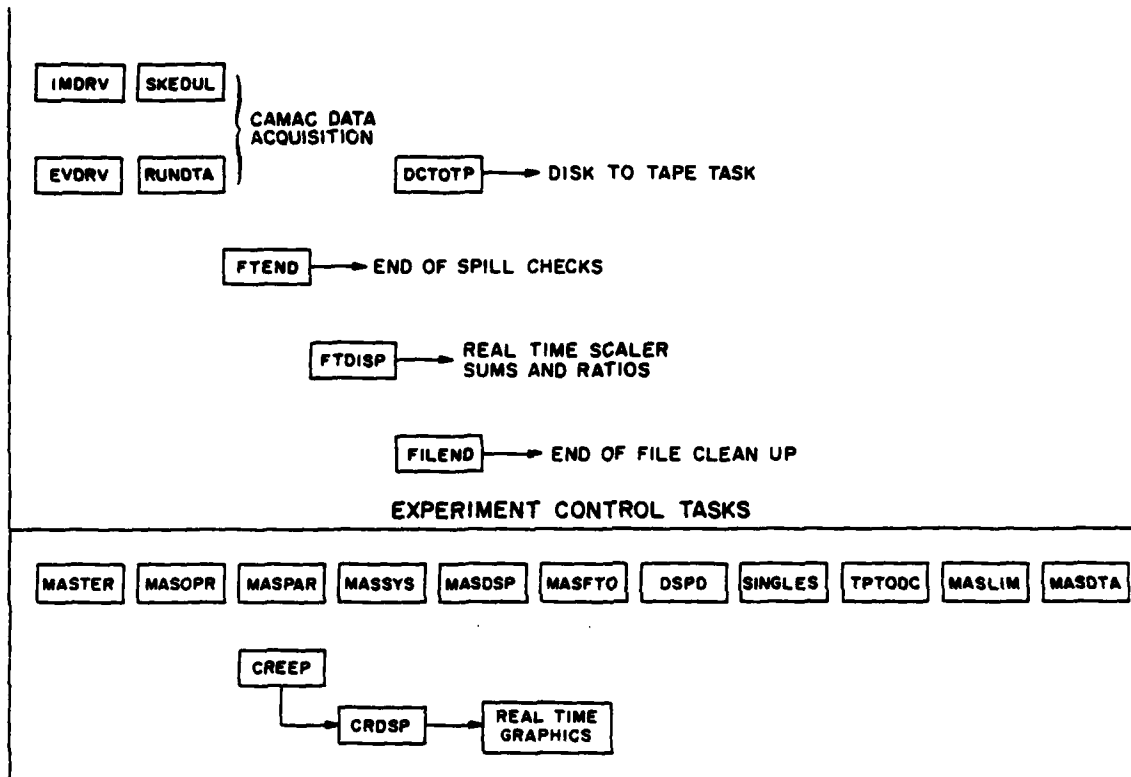 IMDRV SKEDUL
CAMAC DATA
ACQUISITION
EVDRV RUNDTA
DCTOTP DISK TO TAPE TASK
FTEND END OF SPILL CHECKS
FTDISP REAL TIME SCALER
SUMS AND RATIOS
FILEND END OF FILE CLEAN UP
EXPERIMENT CONTROL TASKS
MASTER MASOPR MASPAR MASSYS MASDSP MASFTO DSPD SINGLES TPTODC MASLIM MASDTA
CREEP
CRDSP REAL TIME
GRAPHICS